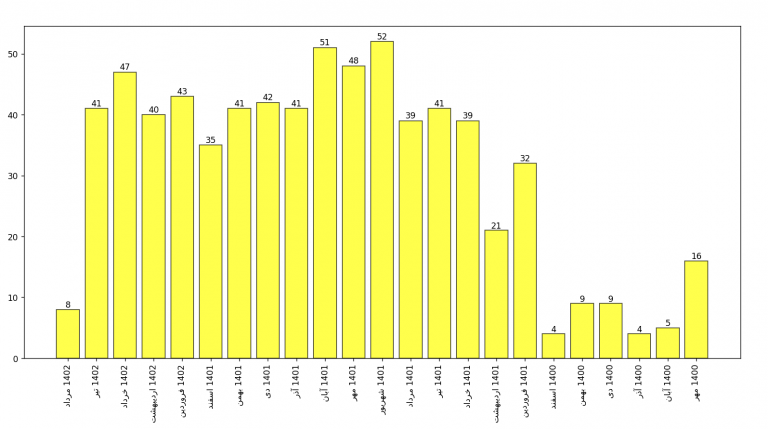 50
40
30
20
10
0
8
41
47
40
43
35
41
42
41
51
48
52
39
41
39
21
32
4
9
9
4
5
16
مرداد 1402
تیر 1402
خرداد 1402
اردیبهشت 1402
فروردین 1402
اسفند 1401
بهمن 1401
دی 1401
آذر 1401
آبان 1401
مهر 1401
شهریور 1401
مرداد 1401
تیر 1401
خرداد 1401
اردیبهشت 1401
فروردین 1401
اسفند 1400
بهمن 1400
دی 1400
آذر 1400
آبان 1400
مهر 1400